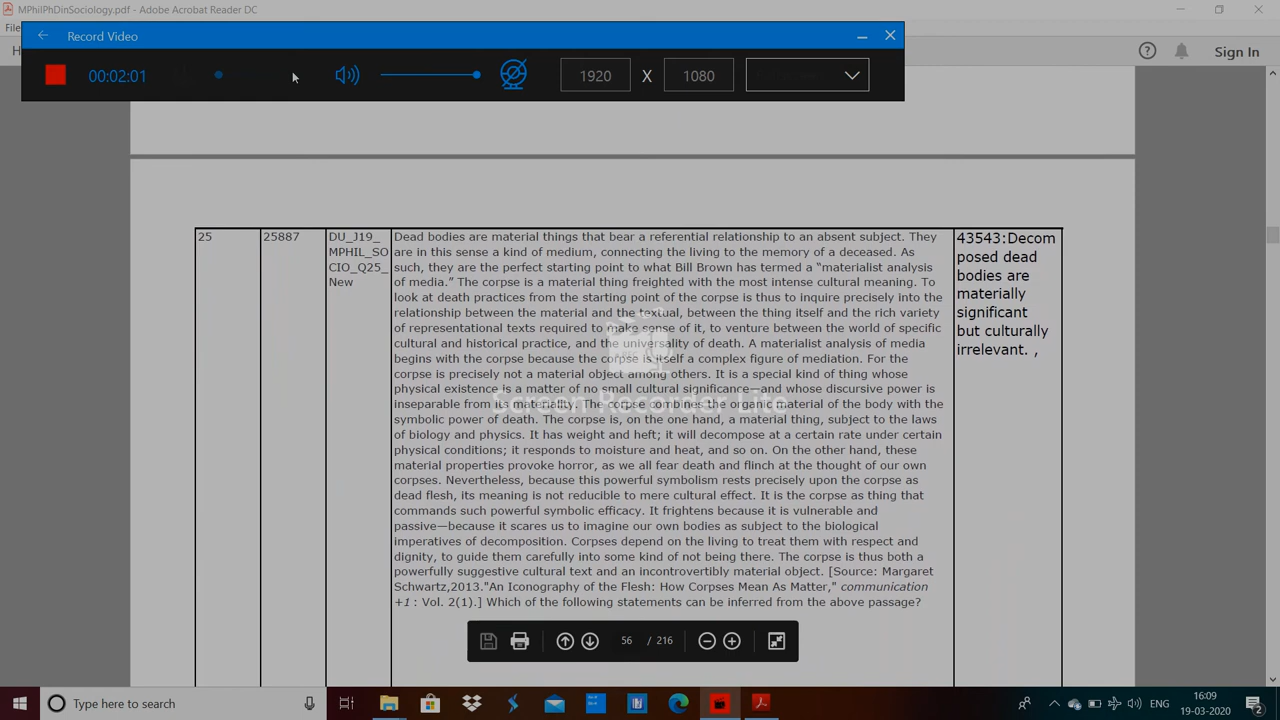 MPhilPhDinSociology.pdf - Adobe Acrobat Reader DC
Record Video
Sign In
00:02:01
1920 X 1080
25
25887
DU_J19_
MPHIL_SO
CIO_Q25_
New
Dead bodies are material things that bear a referential relationship to an absent subject. They
are in this sense a kind of medium, connecting the living to the memory of a deceased. As
such, they are the perfect starting point to what Bill Brown has termed a “materialist analysis
of media.” The corpse is a material thing freighted with the most intense cultural meaning. To
look at death practices from the starting point of the corpse is thus to inquire precisely into the
relationship between the material and the textual, between the thing itself and the rich variety
of representational texts required to make sense of it, to venture between the world of specific
cultural and historical practice, and the universality of death. A materialist analysis of media
begins with the corpse because the corpse is itself a complex figure of mediation. For the
corpse is precisely not a material object among others. It is a special kind of thing whose
physical existence is a matter of no small cultural significance—and whose discursive power is
inseparable from its materiality. The corpse combines the organic material of the body with the
symbolic power of death. The corpse is, on the one hand, a material thing, subject to the laws
of biology and physics. It has weight and heft; it will decompose at a certain rate under certain
physical conditions; it responds to moisture and heat, and so on. On the other hand, these
material properties provoke horror, as we all fear death and flinch at the thought of our own
corpses. Nevertheless, because this powerful symbolism rests precisely upon the corpse as
dead flesh, its meaning is not reducible to mere cultural effect. It is the corpse as thing that
commands such powerful symbolic efficacy. It frightens because it is vulnerable and
passive—because it scares us to imagine our own bodies as subject to the biological
imperatives of decomposition. Corpses depend on the living to treat them with respect and
dignity, to guide them carefully into some kind of not being there. The corpse is thus both a
powerfully suggestive cultural text and an incontrovertibly material object. [Source: Margaret
Schwartz,2013."An Iconography of the Flesh: How Corpses Mean As Matter," communication
+1 : Vol. 2(1).] Which of the following statements can be inferred from the above passage?
43543:Decom
posed dead
bodies are
materially
significant
but culturally
irrelevant. ,
Screen Recorder Lite
56 / 216
Type here to search
ENG
16:09
19-03-2020
2